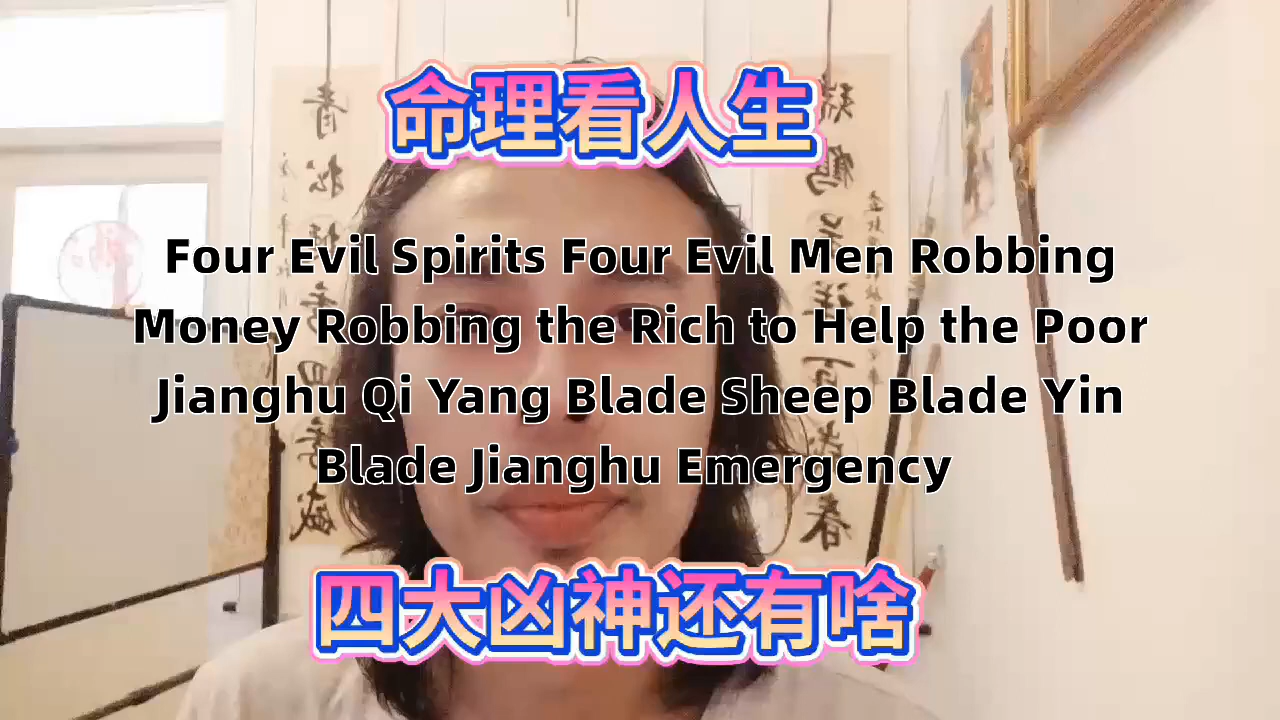 命理看人生
Four Evil Spirits Four Evil Men Robbing
Money Robbing the Rich to Help the Poor
Jianghu Qi Yang Blade Sheep Blade Yin
Blade Jianghu Emergency
四大凶神还有啥